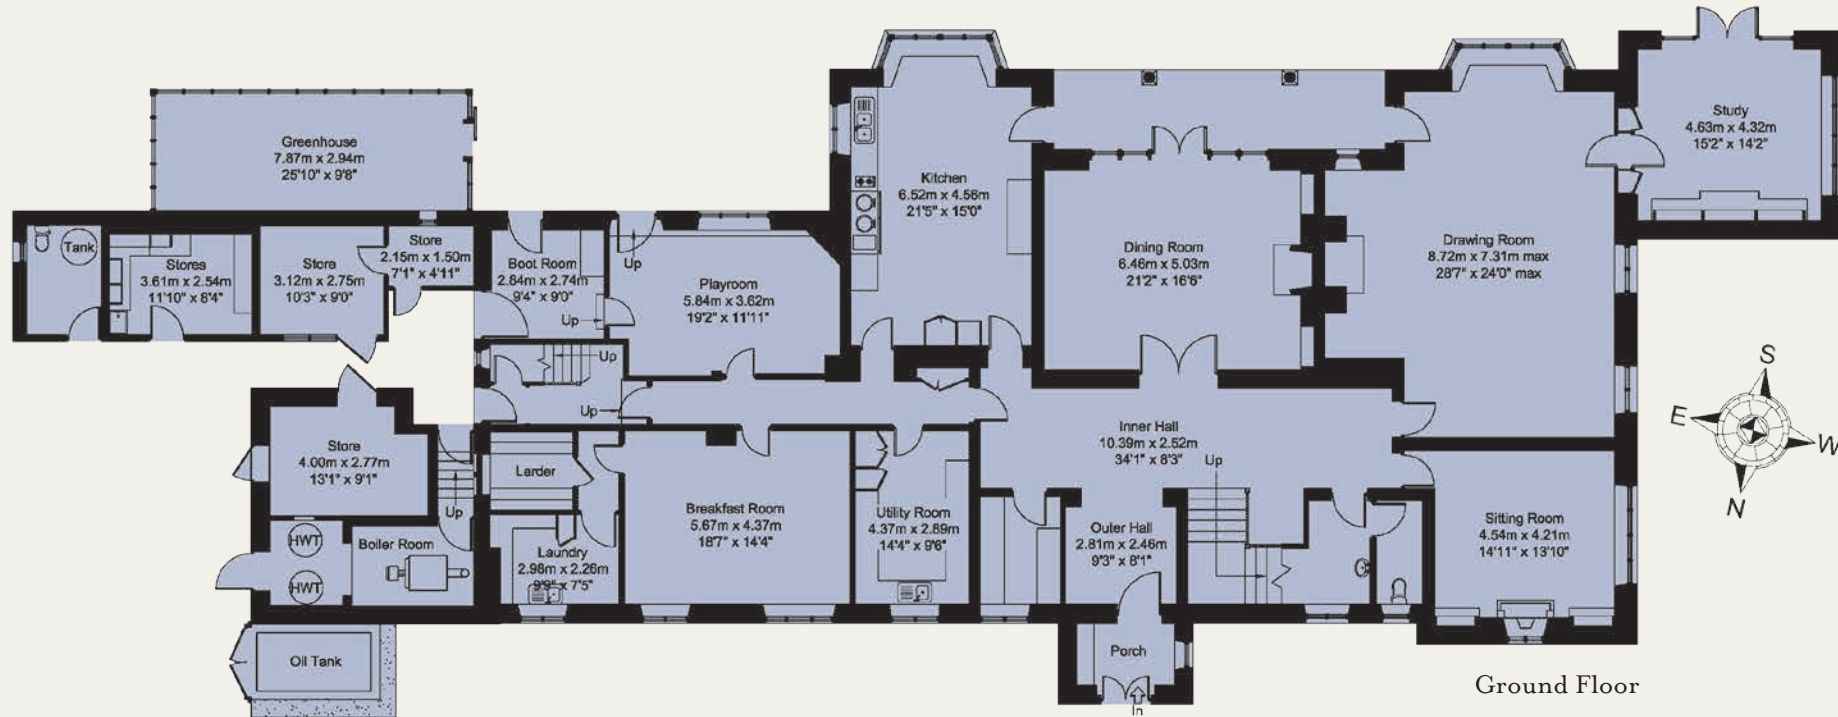 Greenhouse
7.87m x 2.94m
25'10" x 9'8"
Tank
Stores
3.61m x 2.54m
11'10" x 8'4"
Store
3.12m x 2.75m
10'3" x 9'0"
Store
2.15m x 1.50m
7'1" x 4'11"
Boot Room
2.84m x 2.74m
9'4" x 9'0"
Up
Up
Playroom
5.84m x 3.62m
19'2" x 11'11"
Kitchen
6.52m x 4.56m
21'5" x 15'0"
Dining Room
6.46m x 5.03m
21'2" x 16'6"
Drawing Room
8.72m x 7.31m max
28'7" x 24'0" max
Study
4.63m x 4.32m
15'2" x 14'2"
Up
Up
Store
4.00m x 2.77m
13'1" x 9'1"
Up
HWT
HWT
Boiler Room
Larder
Laundry
2.98m x 2.26m
9'9" x 7'5"
Breakfast Room
5.67m x 4.37m
18'7" x 14'4"
Utility Room
4.37m x 2.89m
14'4" x 9'6"
Inner Hall
10.39m x 2.52m
34'1" x 8'3"
Up
Outer Hall
2.81m x 2.46m
9'3" x 8'1"
Up
Sitting Room
4.54m x 4.21m
14'11" x 13'10"
Oil Tank
Porch
In
S
E
W
N
Ground Floor